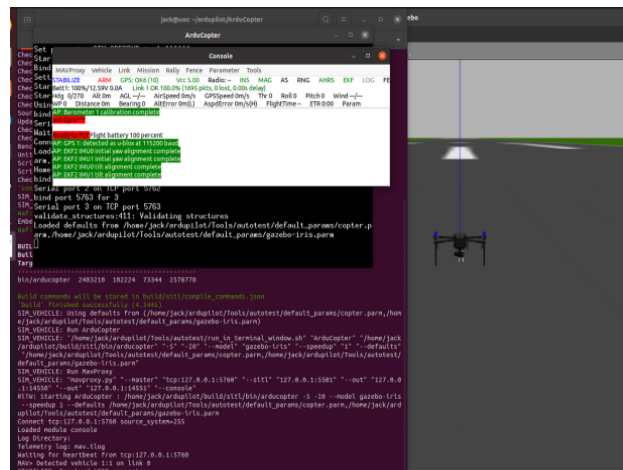 jack@uas: ~/ardupilot/ArduCopter
ebo
ArduCopter
Console
MAVProxy Vehicle Link Mission Rally Fence Parameter Tools
STABILIZE ARM GPS: OK6 (10) Vcc 5.00 Radio: -- INS MAG AS RNG AHRS EKF LOG FE
Batt1: 100%/12.59V 0.0A Link 1 OK 100.0% (1895 pkts, 0 lost, 0.00s delay)
Hdg 0/270 Alt 0m AGL ---/--- AirSpeed 0m/s GPSSpeed 0m/s Thr 0 Roll 0 Pitch 0 Wind ---/---
WP 0 Distance 0m Bearing 0 AltError 0m(L) AspdError 0m/s(H) FlightTime -- ETR 0:00 Param
AP: Barometer 1 calibration complete
Flight battery 100 percent
AP: GPS 1: detected as u-blox at 115200 baud
AP: EKF2 IMU0 initial yaw alignment complete
AP: EKF2 IMU1 initial yaw alignment complete
AP: EKF2 IMU0 tilt alignment complete
AP: EKF2 IMU1 tilt alignment complete
Serial port 2 on TCP port 5762
bind port 5763 for 3
Serial port 3 on TCP port 5763
validate_structures:411: Validating structures
Loaded defaults from /home/jack/ardupilot/Tools/autotest/default_params/copter.p
arm,/home/jack/ardupilot/Tools/autotest/default_params/gazebo-iris.parm
bin/arducopter 2403210 102224 73344 2578778
Build commands will be stored in build/sitl/compile_commands.json
'build' finished successfully (4.544s)
SIM_VEHICLE: Using defaults from (/home/jack/ardupilot/Tools/autotest/default_params/copter.parm,/hom
e/jack/ardupilot/Tools/autotest/default_params/gazebo-iris.parm)
SIM_VEHICLE: Run ArduCopter
SIM_VEHICLE: "/home/jack/ardupilot/Tools/autotest/run_in_terminal_window.sh" "ArduCopter" "/home/jack
/ardupilot/build/sitl/bin/arducopter" "-S" "-I0" "--model" "gazebo-iris" "--speedup" "1" "--defaults"
"/home/jack/ardupilot/Tools/autotest/default_params/copter.parm,/home/jack/ardupilot/Tools/autotest/
default_params/gazebo-iris.parm"
SIM_VEHICLE: Run MavProxy
SIM_VEHICLE: "mavproxy.py" "--master" "tcp:127.0.0.1:5760" "--sitl" "127.0.0.1:5501" "--out" "127.0.0
.1:14550" "--out" "127.0.0.1:14551" "--console"
RiTW: Starting ArduCopter : /home/jack/ardupilot/build/sitl/bin/arducopter -S -I0 --model gazebo-iris
--speedup 1 --defaults /home/jack/ardupilot/Tools/autotest/default_params/copter.parm,/home/jack/ard
upilot/Tools/autotest/default_params/gazebo-iris.parm
Connect tcp:127.0.0.1:5760 source_system=255
Loaded module console
Log Directory:
Telemetry log: mav.tlog
Waiting for heartbeat from tcp:127.0.0.1:5760
MAV> Detected vehicle 1:1 on link 0